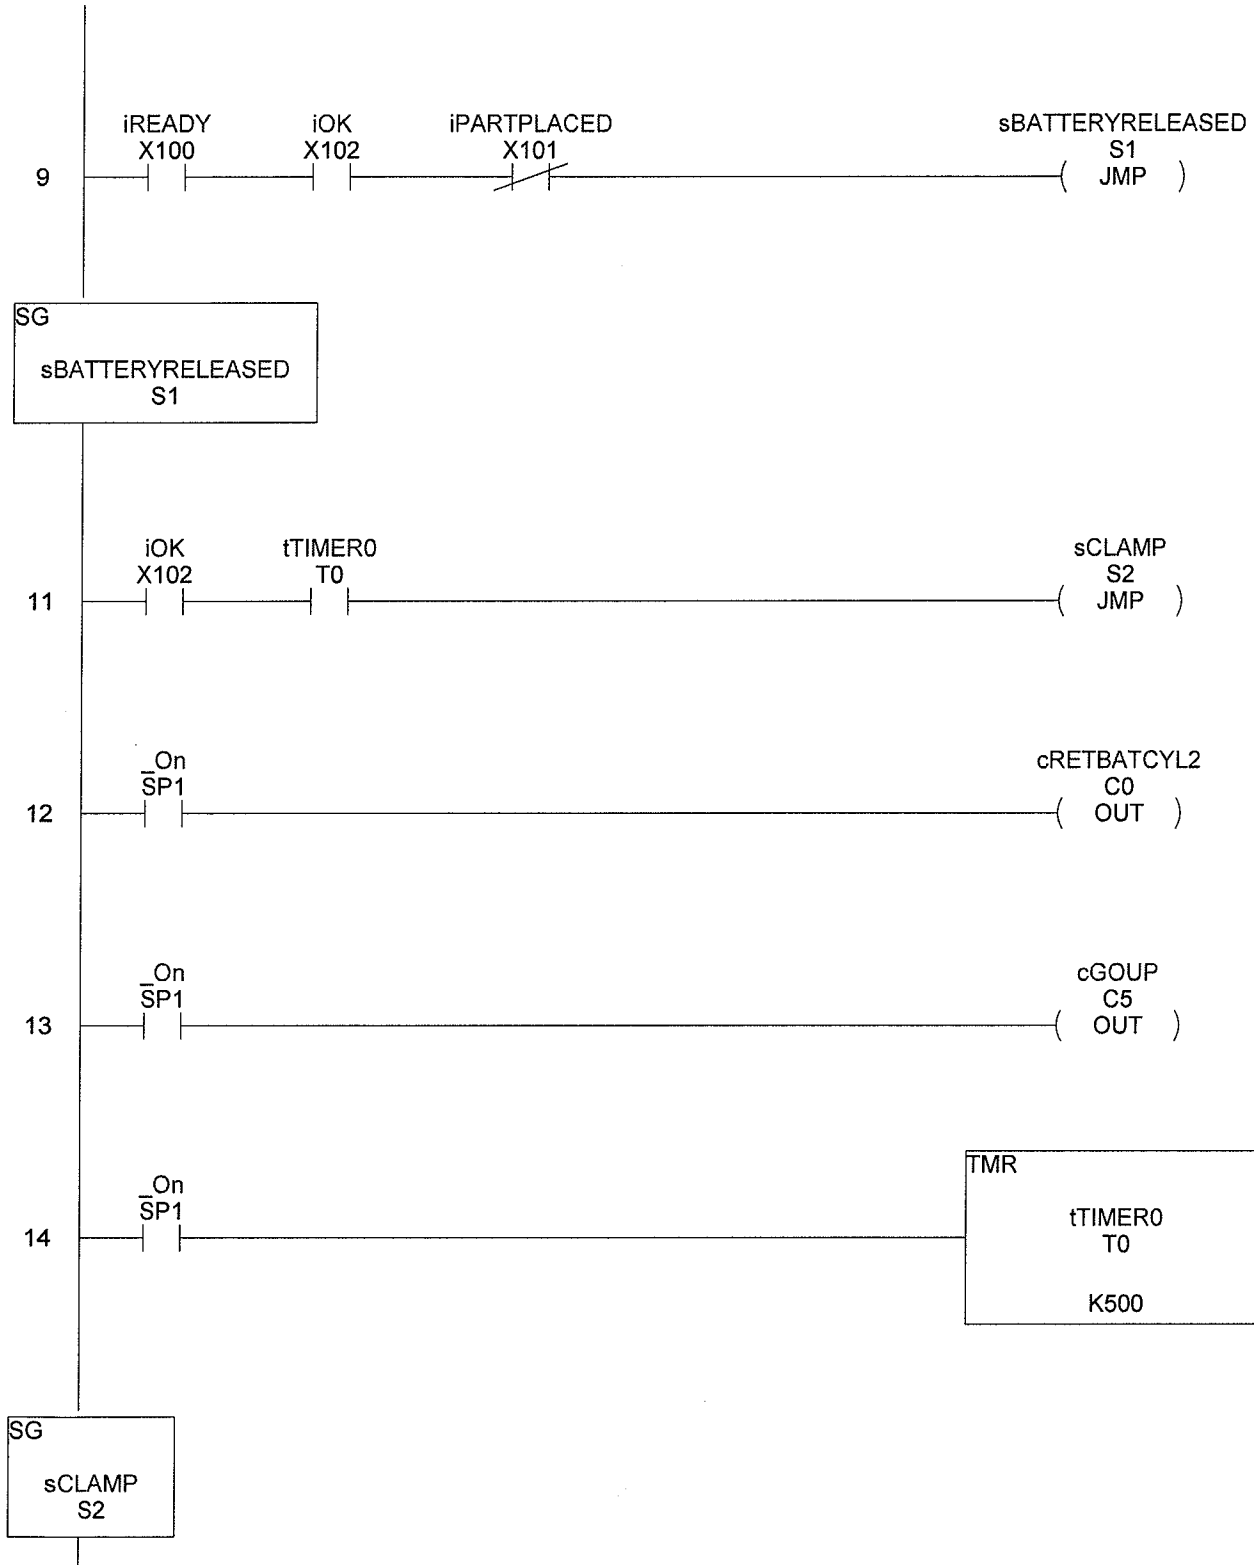 iREADY iOK iPARTPLACED sBATTERYRELEASED
X100 X102 X101 S1
9 JMP
SG
sBATTERYRELEASED
S1
iOK tTIMER0 sCLAMP
X102 T0 S2
11 JMP
_On cRETBATCYL2
SP1 C0
12 OUT
_On cGOUP
SP1 C5
13 OUT
TMR
_On
SP1 tTIMER0
14 T0
K500
SG
sCLAMP
S2